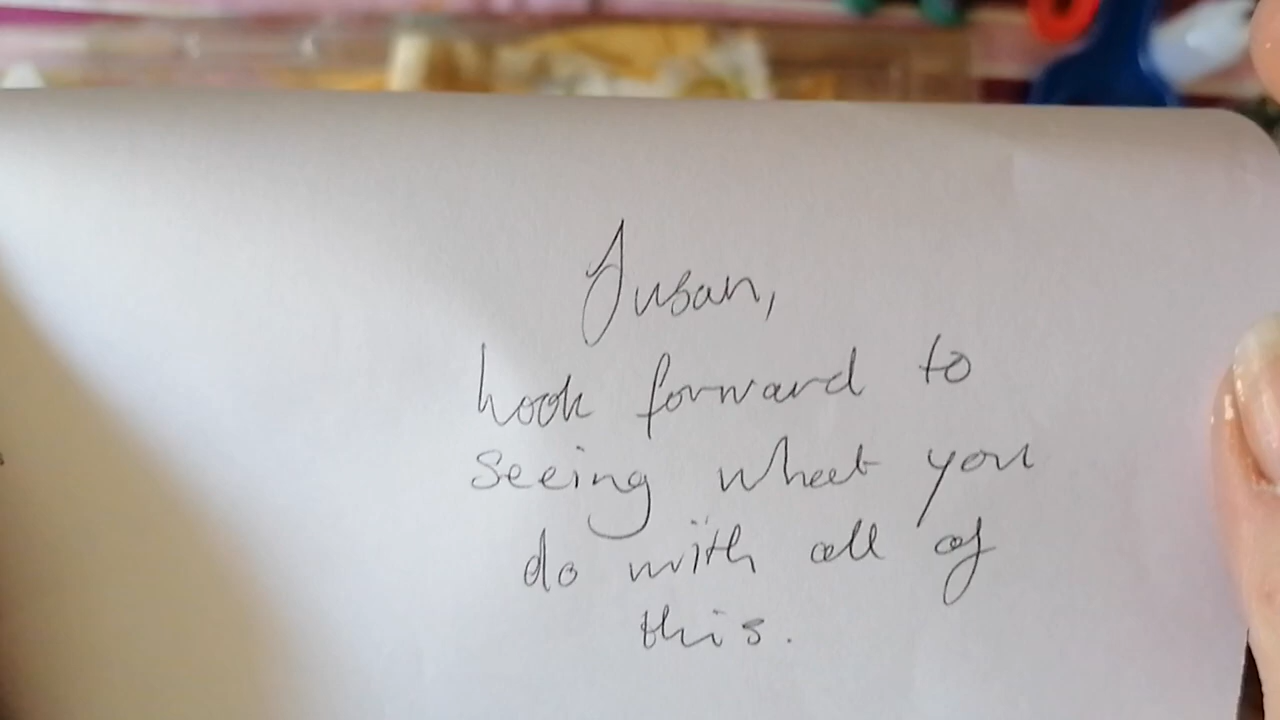 Susan,
Look forward to
seeing what you
do with all of
this.